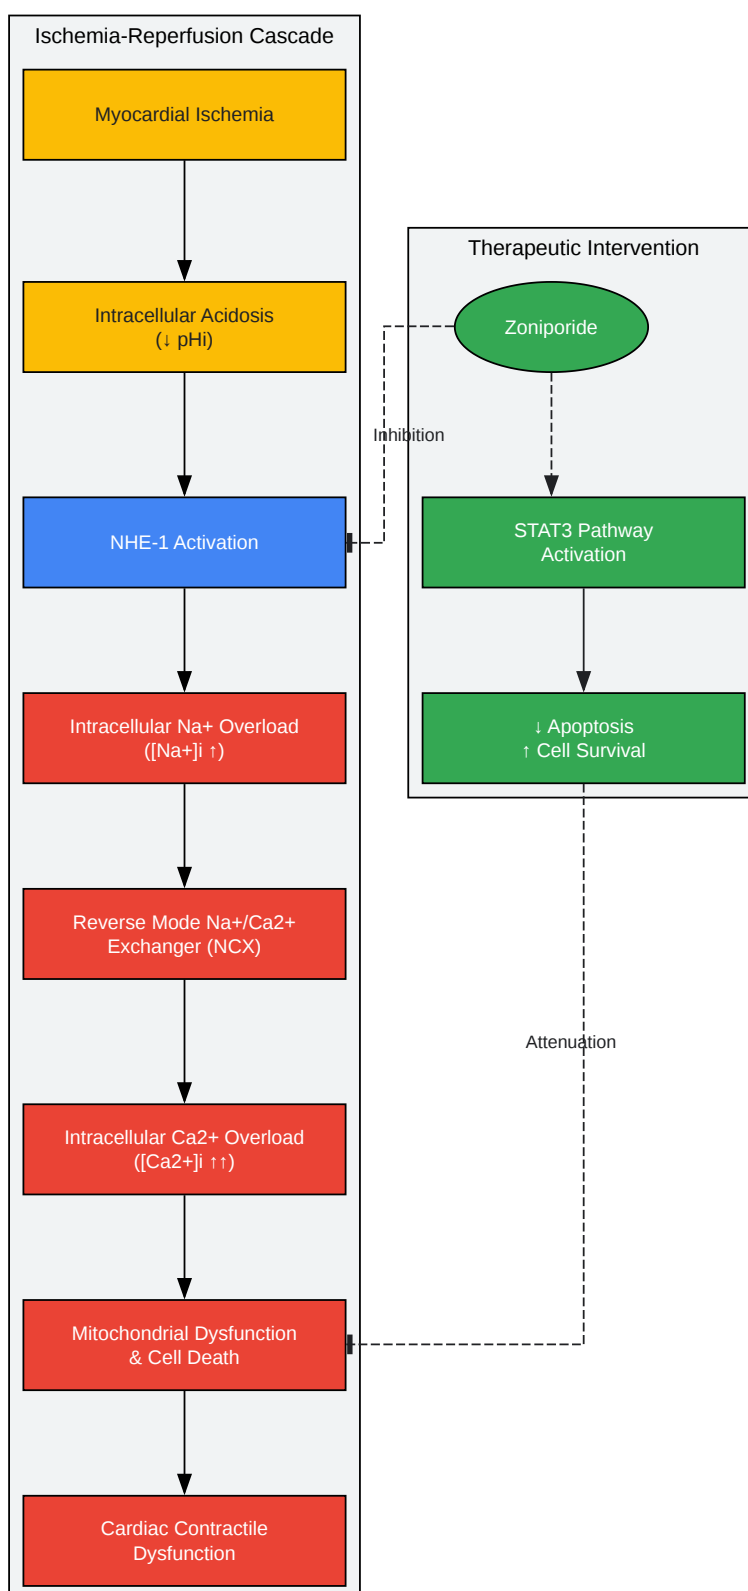 Ischemia-Reperfusion Cascade
Myocardial Ischemia
Intracellular Acidosis
(↓ pHi)
NHE-1 Activation
Intracellular Na+ Overload
([Na+]i ↑)
Reverse Mode Na+/Ca2+
Exchanger (NCX)
Intracellular Ca2+ Overload
([Ca2+]i ↑↑)
Mitochondrial Dysfunction
& Cell Death
Cardiac Contractile
Dysfunction
Therapeutic Intervention
Zoniporide
Inhibition
STAT3 Pathway
Activation
↓ Apoptosis
↑ Cell Survival
Attenuation